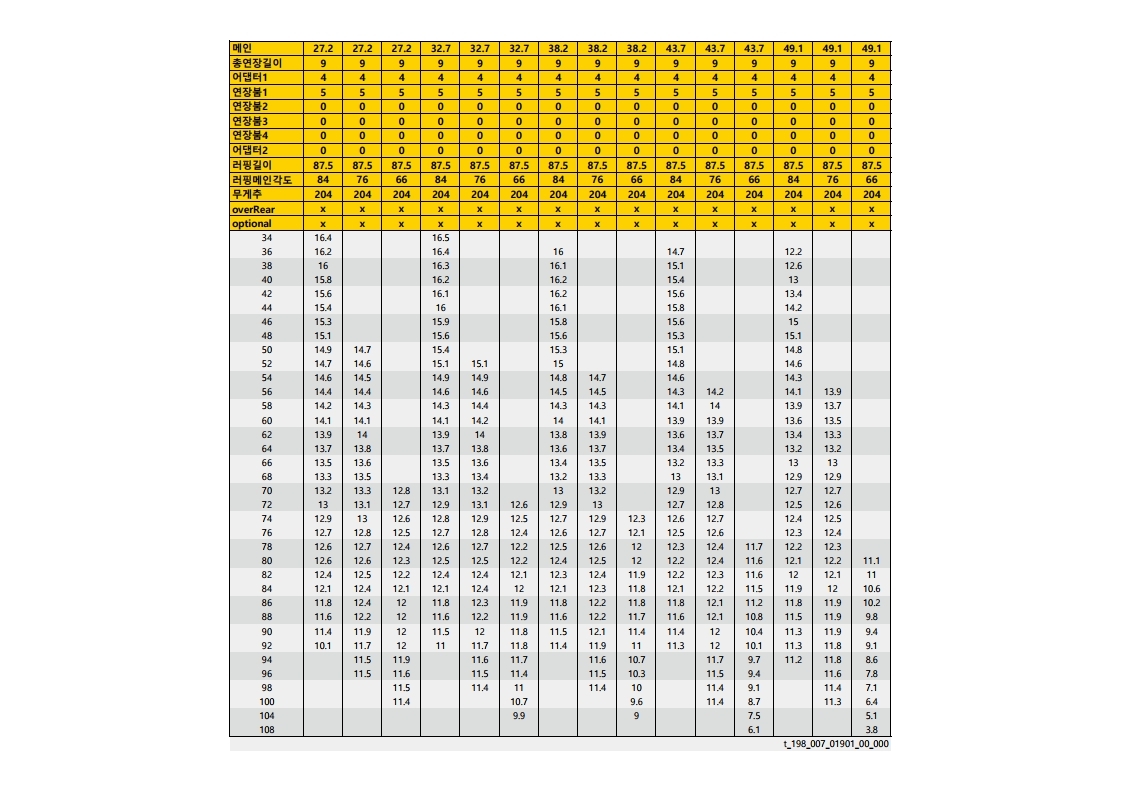 메인 27.2 27.2 27.2 32.7 32.7 32.7 38.2 38.2 38.2 43.7 43.7 43.7 49.1 49.1 49.1
총연장길이 9 9 9 9 9 9 9 9 9 9 9 9 9 9 9
어댑터1 4 4 4 4 4 4 4 4 4 4 4 4 4 4 4
연장붐1 5 5 5 5 5 5 5 5 5 5 5 5 5 5 5
연장붐2 0 0 0 0 0 0 0 0 0 0 0 0 0 0 0
연장붐3 0 0 0 0 0 0 0 0 0 0 0 0 0 0 0
연장붐4 0 0 0 0 0 0 0 0 0 0 0 0 0 0 0
어댑터2 0 0 0 0 0 0 0 0 0 0 0 0 0 0 0
러핑길이 87.5 87.5 87.5 87.5 87.5 87.5 87.5 87.5 87.5 87.5 87.5 87.5 87.5 87.5 87.5
러핑메인각도 84 76 66 84 76 66 84 76 66 84 76 66 84 76 66
무게추 204 204 204 204 204 204 204 204 204 204 204 204 204 204 204
overRear x x x x x x x x x x x x x x x
optional x x x x x x x x x x x x x x x
34 16.4 16.5
36 16.2 16.4 16 14.7 12.2
38 16 16.3 16.1 15.1 12.6
40 15.8 16.2 16.2 15.4 13
42 15.6 16.1 16.2 15.6 13.4
44 15.4 16 16.1 15.8 14.2
46 15.3 15.9 15.8 15.6 15
48 15.1 15.6 15.6 15.3 15.1
50 14.9 14.7 15.4 15.3 15.1 14.8
52 14.7 14.6 15.1 15.1 15 14.8 14.6
54 14.6 14.5 14.9 14.9 14.8 14.7 14.6 14.3
56 14.4 14.4 14.6 14.6 14.5 14.5 14.3 14.2 14.1 13.9
58 14.2 14.3 14.3 14.4 14.3 14.3 14.1 14 13.9 13.7
60 14.1 14.1 14.1 14.2 14 14.1 13.9 13.9 13.6 13.5
62 13.9 14 13.9 14 13.8 13.9 13.6 13.7 13.4 13.3
64 13.7 13.8 13.7 13.8 13.6 13.7 13.4 13.5 13.2 13.2
66 13.5 13.6 13.5 13.6 13.4 13.5 13.2 13.3 13 13
68 13.3 13.5 13.3 13.4 13.2 13.3 13 13.1 12.9 12.9
70 13.2 13.3 12.8 13.1 13.2 13 13.2 12.9 13 12.7 12.7
72 13 13.1 12.7 12.9 13.1 12.6 12.9 13 12.7 12.8 12.5 12.6
74 12.9 13 12.6 12.8 12.9 12.5 12.7 12.9 12.3 12.6 12.7 12.4 12.5
76 12.7 12.8 12.5 12.7 12.8 12.4 12.6 12.7 12.1 12.5 12.6 12.3 12.4
78 12.6 12.7 12.4 12.6 12.7 12.2 12.5 12.6 12 12.3 12.4 11.7 12.2 12.3
80 12.6 12.6 12.3 12.5 12.5 12.2 12.4 12.5 12 12.2 12.4 11.6 12.1 12.2 11.1
82 12.4 12.5 12.2 12.4 12.4 12.1 12.3 12.4 11.9 12.2 12.3 11.6 12 12.1 11
84 12.1 12.4 12.1 12.1 12.4 12 12.1 12.3 11.8 12.1 12.2 11.5 11.9 12 10.6
86 11.8 12.4 12 11.8 12.3 11.9 11.8 12.2 11.8 11.8 12.1 11.2 11.8 11.9 10.2
88 11.6 12.2 12 11.6 12.2 11.9 11.6 12.2 11.7 11.6 12.1 10.8 11.5 11.9 9.8
90 11.4 11.9 12 11.5 12 11.8 11.5 12.1 11.4 11.4 12 10.4 11.3 11.9 9.4
92 10.1 11.7 12 11 11.7 11.8 11.4 11.9 11 11.3 12 10.1 11.3 11.8 9.1
94 11.5 11.9 11.6 11.7 11.6 10.7 11.7 9.7 11.2 11.8 8.6
96 11.5 11.6 11.5 11.4 11.5 10.3 11.5 9.4 11.6 7.8
98 11.5 11.4 11 11.4 10 11.4 9.1 11.4 7.1
100 11.4 10.7 9.6 11.4 8.7 11.3 6.4
104 9.9 9 7.5 5.1
108 6.1 3.8
t_198_007_01901_00_000